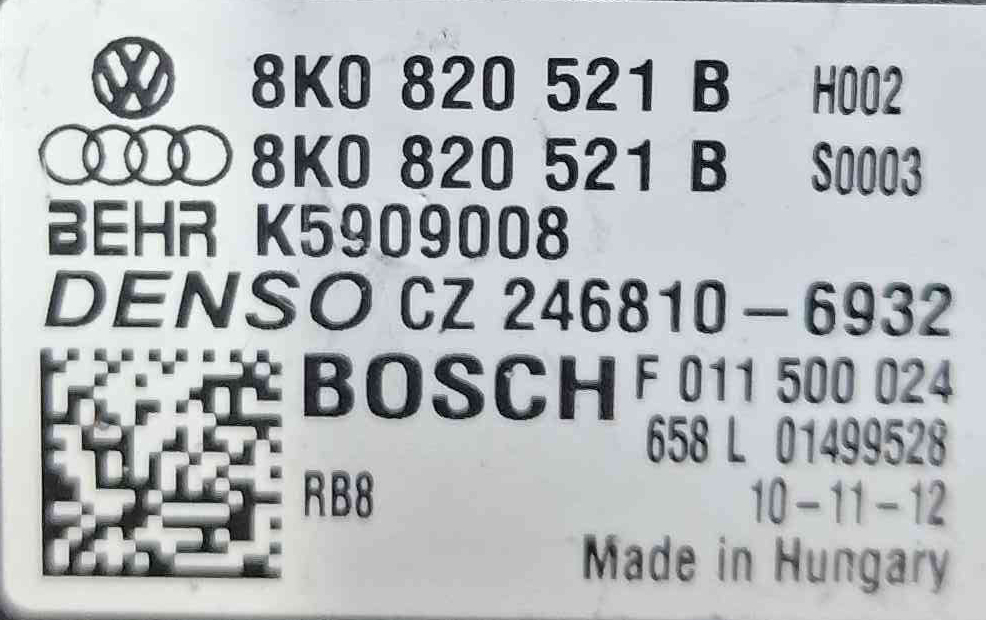 8K0 820 521 B H002
8K0 820 521 B S0003
BEHR K5909008
DENSO CZ 246810-6932
BOSCH F 011 500 024
658 L 01499528
RB8 10-11-12
Made in Hungary